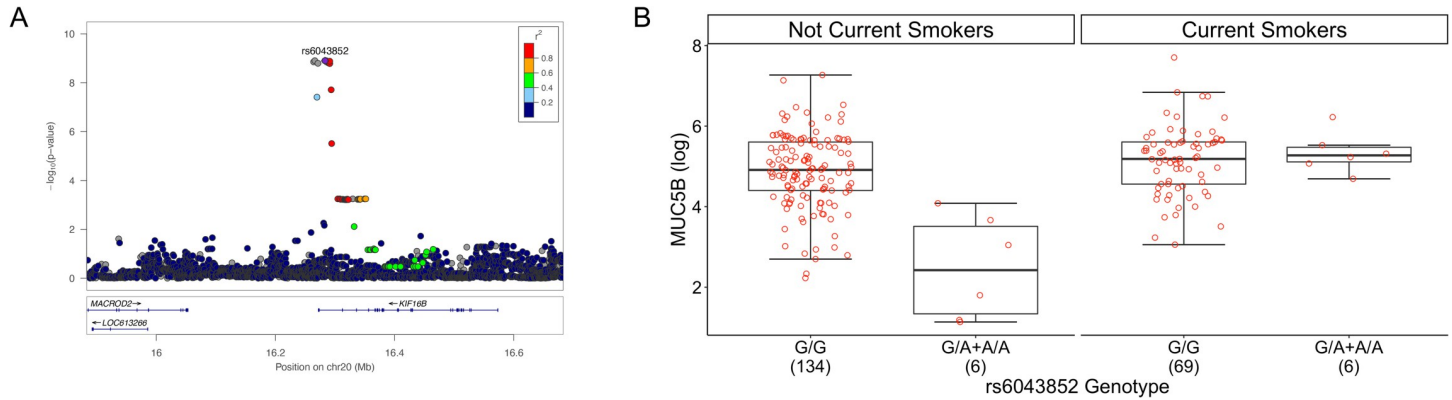 A
10
8
6
4
2
0
−log10(p-value)
rs6043852
r2
0.8
0.6
0.4
0.2
MACROD2→
←KIF16B
←LOC613266
16
16.2
16.4
16.6
Position on chr20 (Mb)
B
Not Current Smokers
Current Smokers
8
6
4
2
MUC5B (log)
G/G
(134)
G/A+A/A
(6)
G/G
(69)
G/A+A/A
(6)
rs6043852 Genotype